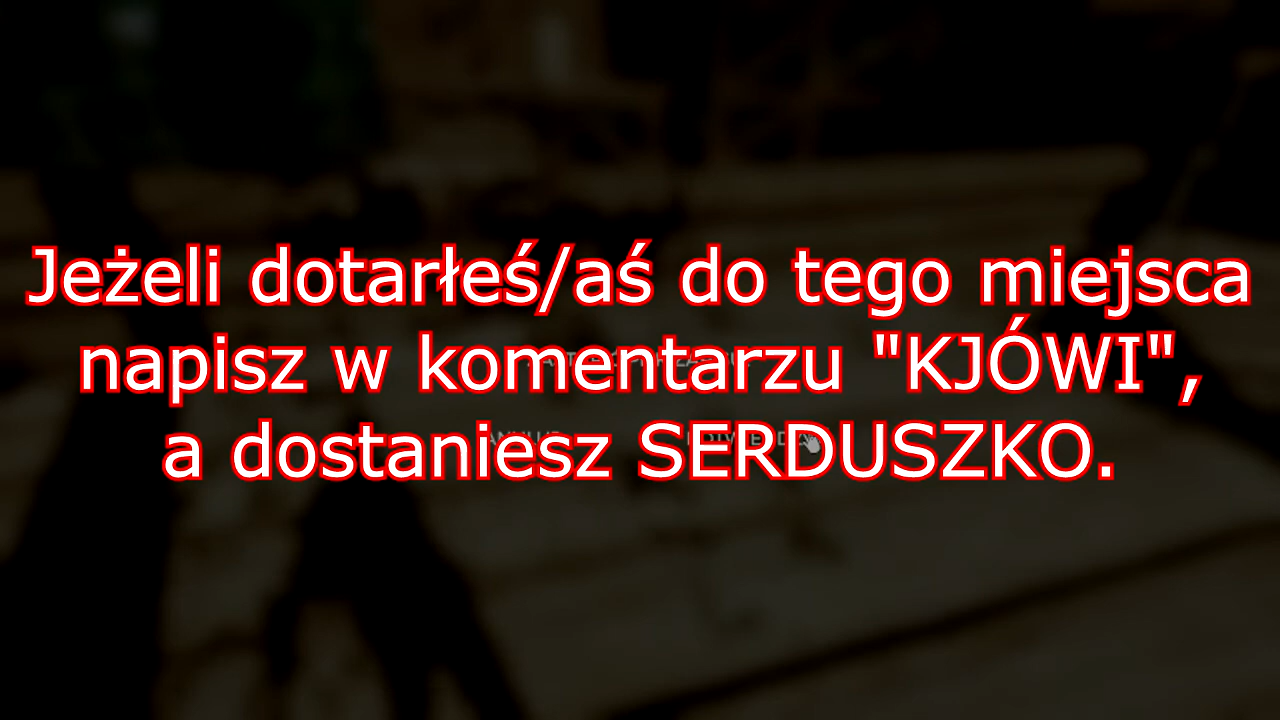 Jeżeli dotarłeś/aś do tego miejsca
napisz w komentarzu "KJÓWI",
a dostaniesz SERDUSZKO.